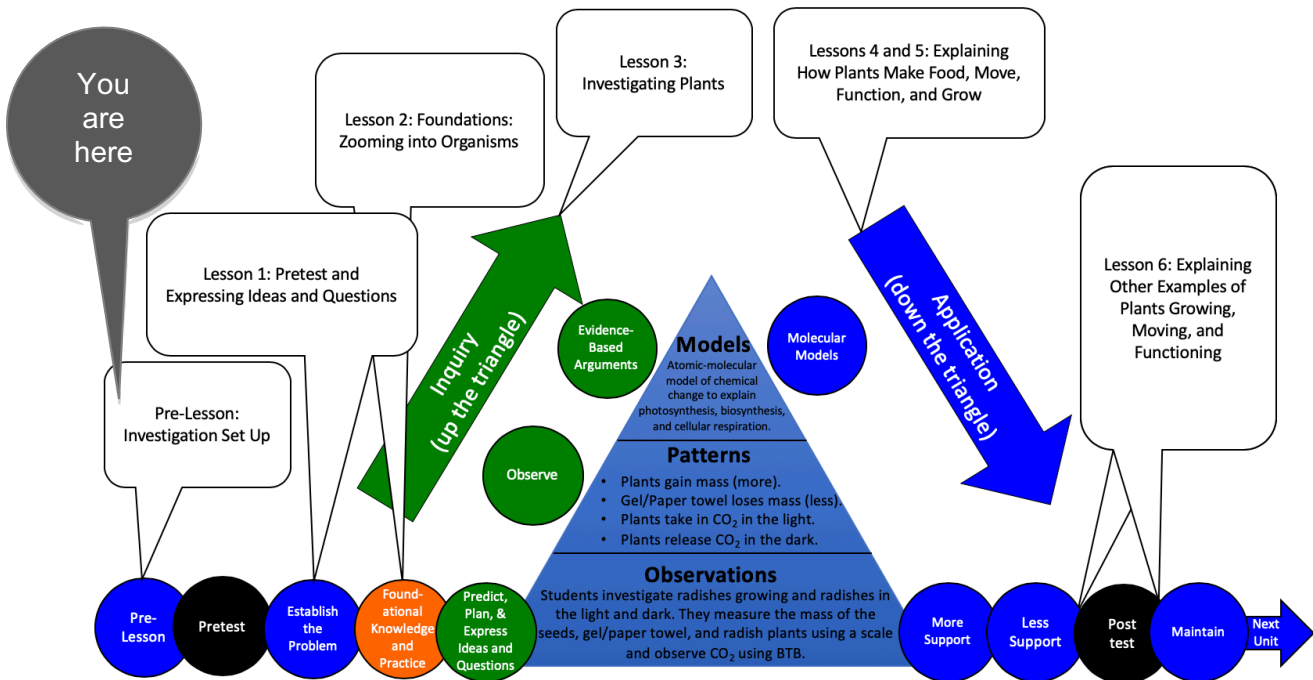 You
are
here
Lesson 3:
Investigating Plants
Lessons 4 and 5: Explaining
How Plants Make Food, Move,
Function, and Grow
Lesson 2: Foundations:
Zooming into Organisms
Lesson 1: Pretest and
Expressing Ideas and Questions
Pre-Lesson:
Investigation Set Up
Lesson 6: Explaining
Other Examples of
Plants Growing,
Moving, and
Functioning
Inquiry
(up the triangle)
Application
(down the triangle)
Evidence-
Based
Arguments
Molecular
Models
Observe
Models
Atomic-molecular
model of chemical
change to explain
photosynthesis, biosynthesis,
and cellular respiration.
Patterns
• Plants gain mass (more).
• Gel/Paper towel loses mass (less).
• Plants take in CO₂ in the light.
• Plants release CO₂ in the dark.
Observations
Students investigate radishes growing and radishes
in the light and dark. They measure the mass of the
seeds, gel/paper towel, and radish plants using a scale
and observe CO₂ using BTB.
Pre-
Lesson
Pretest
Establish
the
Problem
Found-
ational
Knowledge
and
Practice
Predict,
Plan, &
Express
Ideas and
Questions
More
Support
Less
Support
Post
test
Maintain
Next
Unit